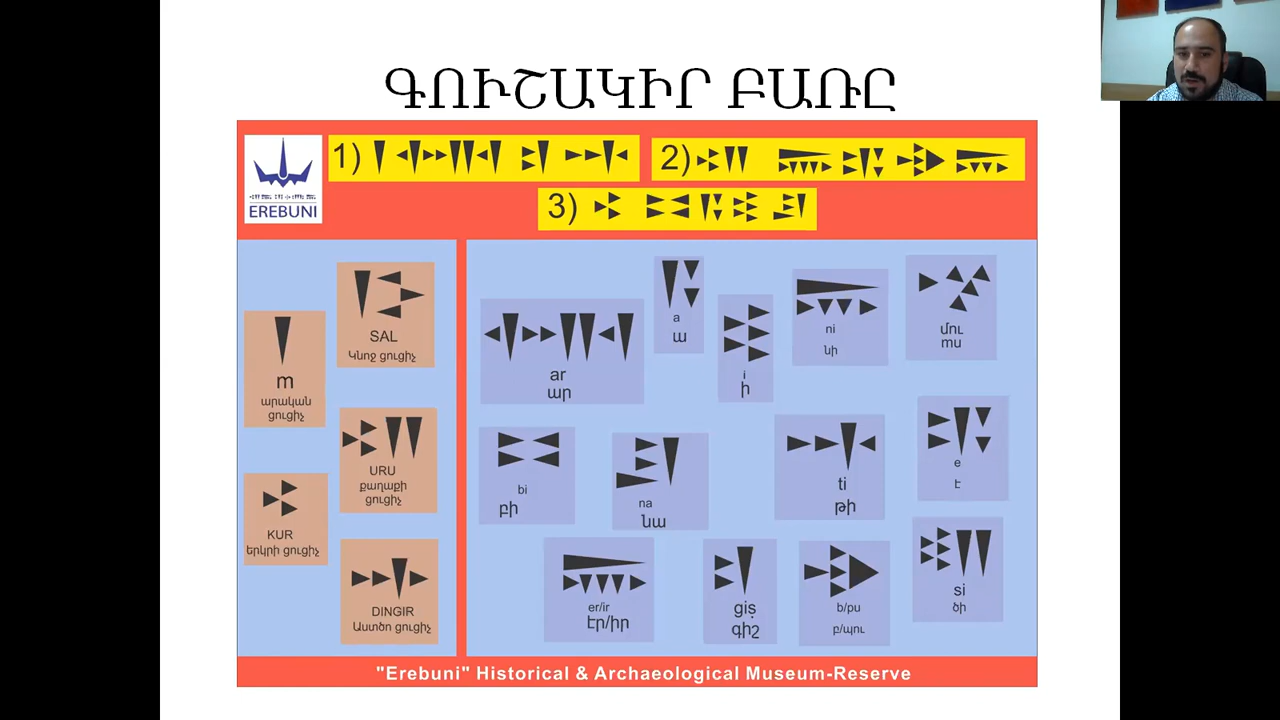 ԳՈՒՇԱԿԻՐ ԲԱՌԸ
EREBUNI
1)
2)
3)
SAL
Կնոջ ցուցիչ
m
արական
ցուցիչ
URU
քաղաքի
ցուցիչ
KUR
երկրի ցուցիչ
DINGIR
Աստծո ցուցիչ
ar
ար
a
ա
i
ի
ni
նի
մու
mu
bi
բի
na
նա
ti
թի
e
է
er/ir
էր/իր
giș
գիշ
b/pu
բ/պու
si
ծի
"Erebuni" Historical & Archaeological Museum-Reserve